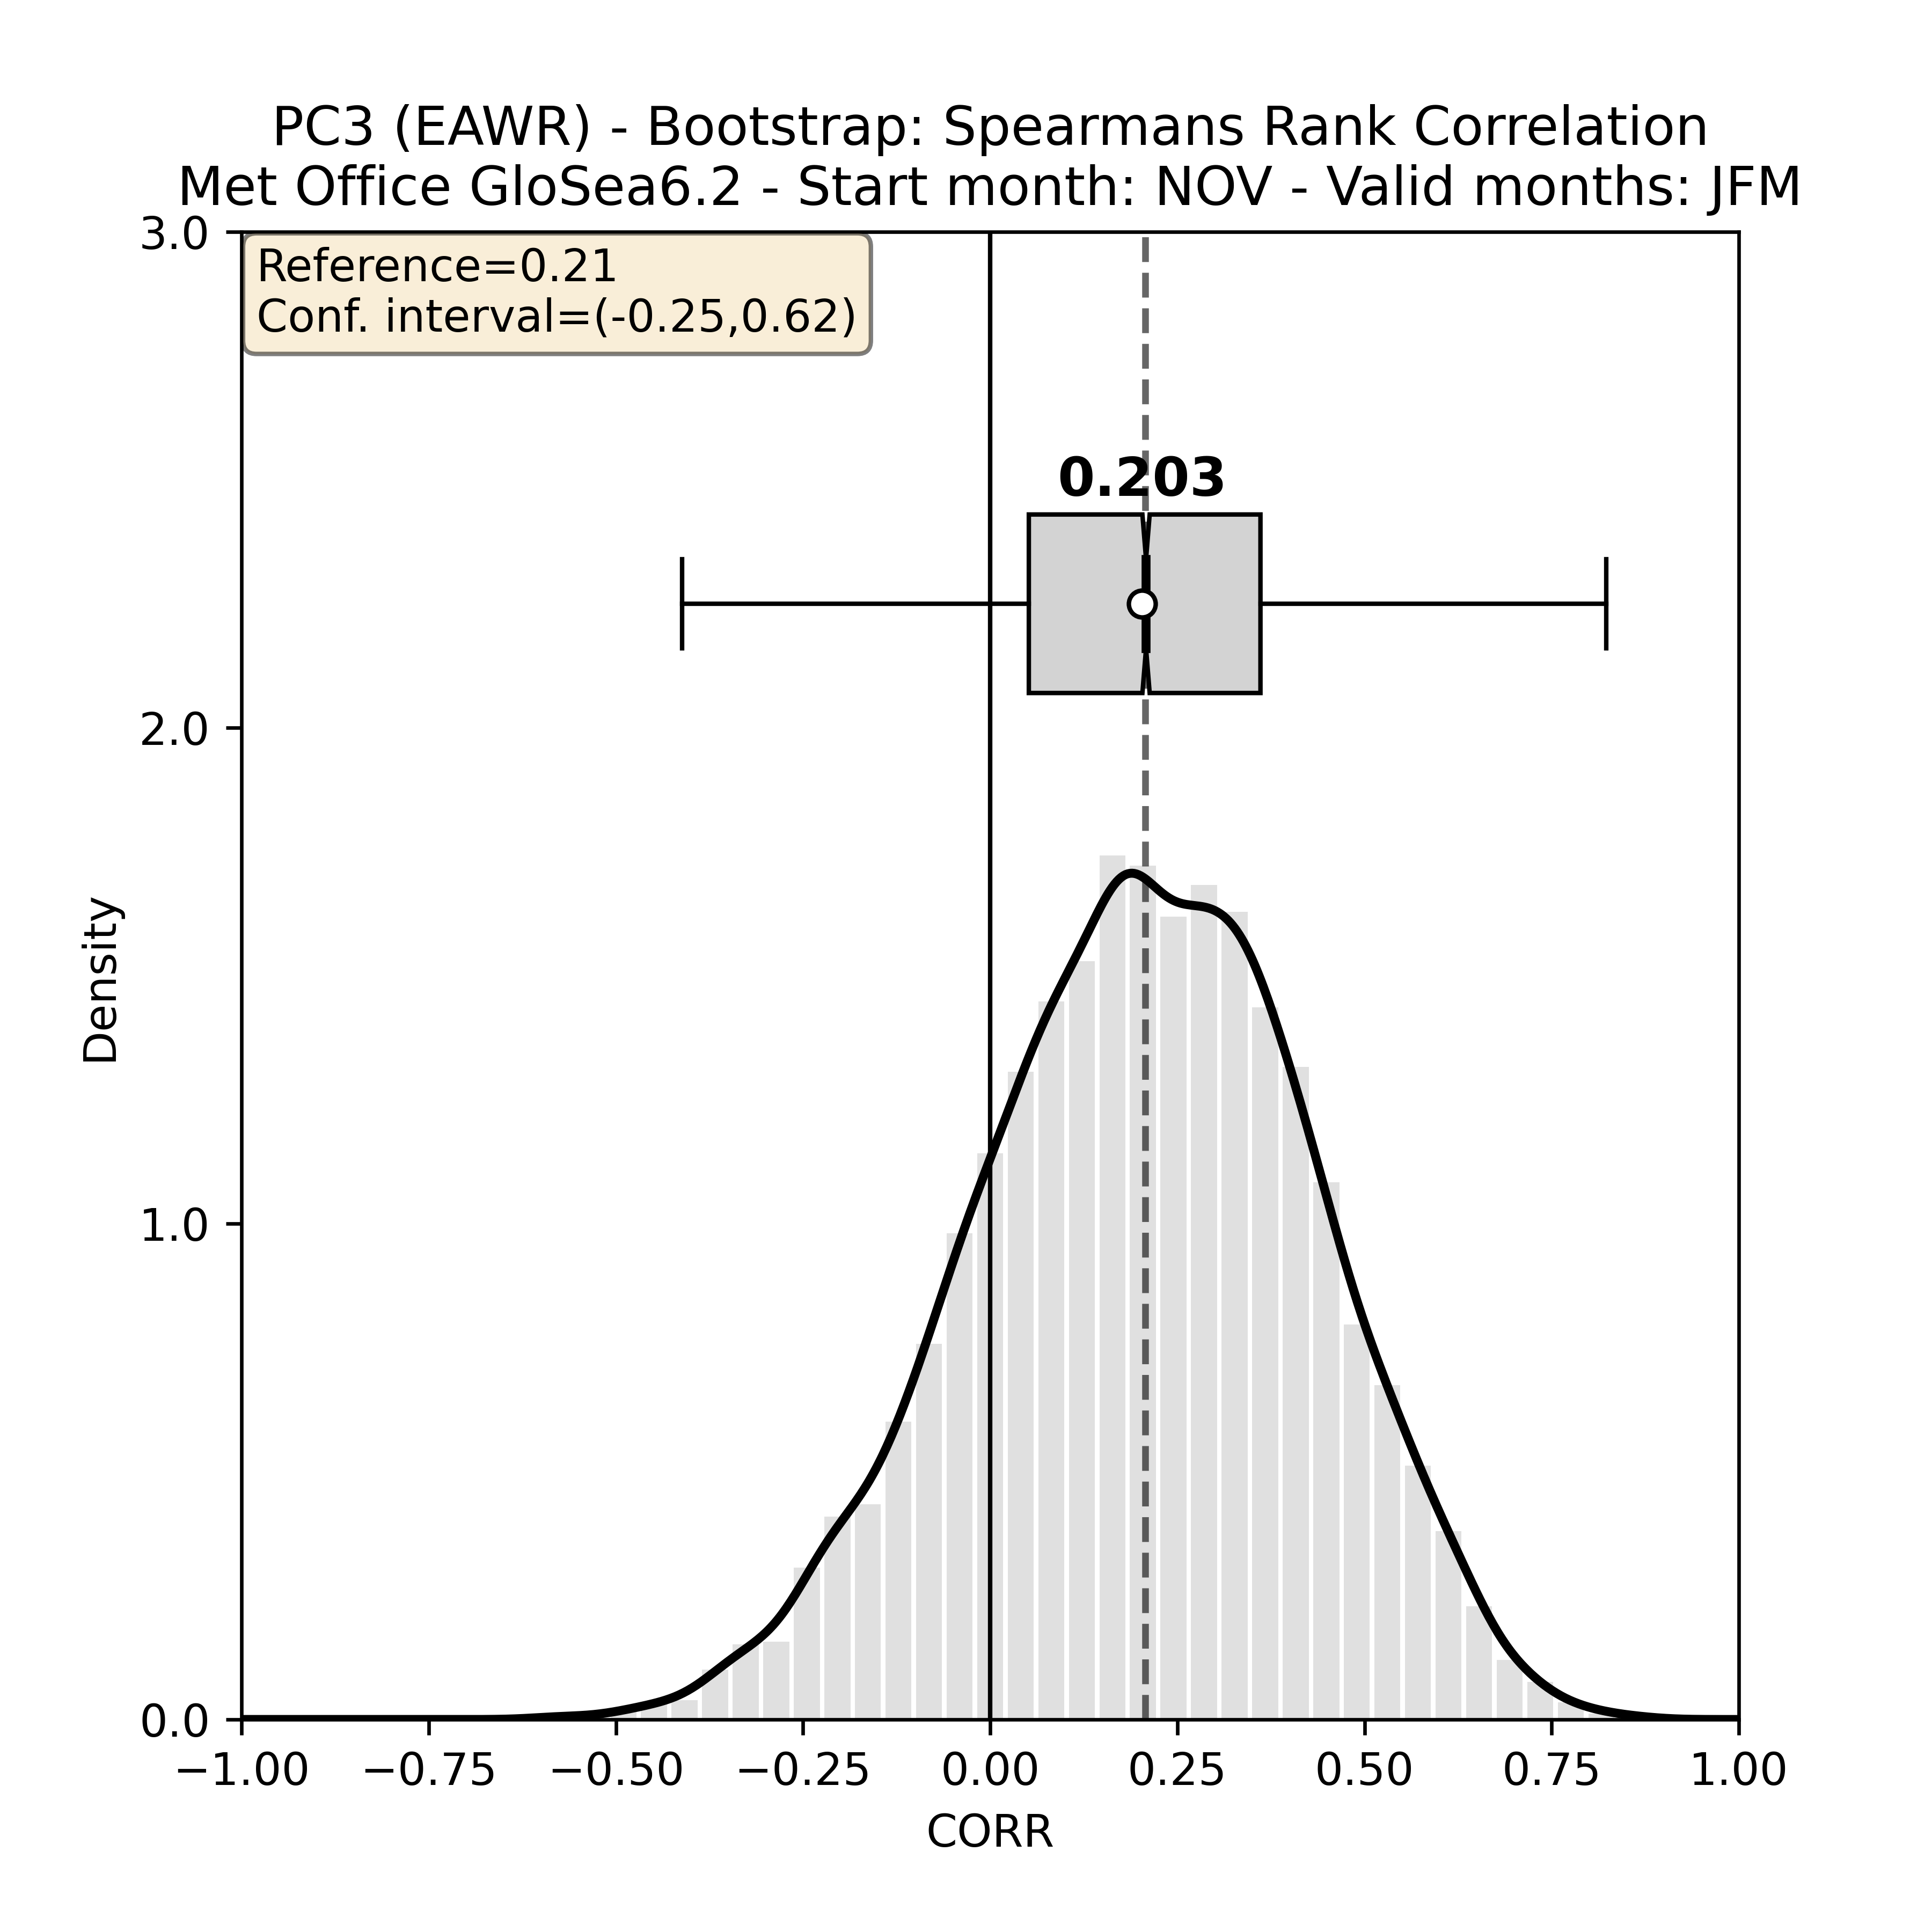 PC3 (EAWR) - Bootstrap: Spearmans Rank Correlation
Met Office GloSea6.2 - Start month: NOV - Valid months: JFM
Reference=0.21
Conf. interval=(-0.25,0.62)
0.203
3.0
2.0
1.0
0.0
Density
−1.00 −0.75 −0.50 −0.25 0.00 0.25 0.50 0.75 1.00
CORR